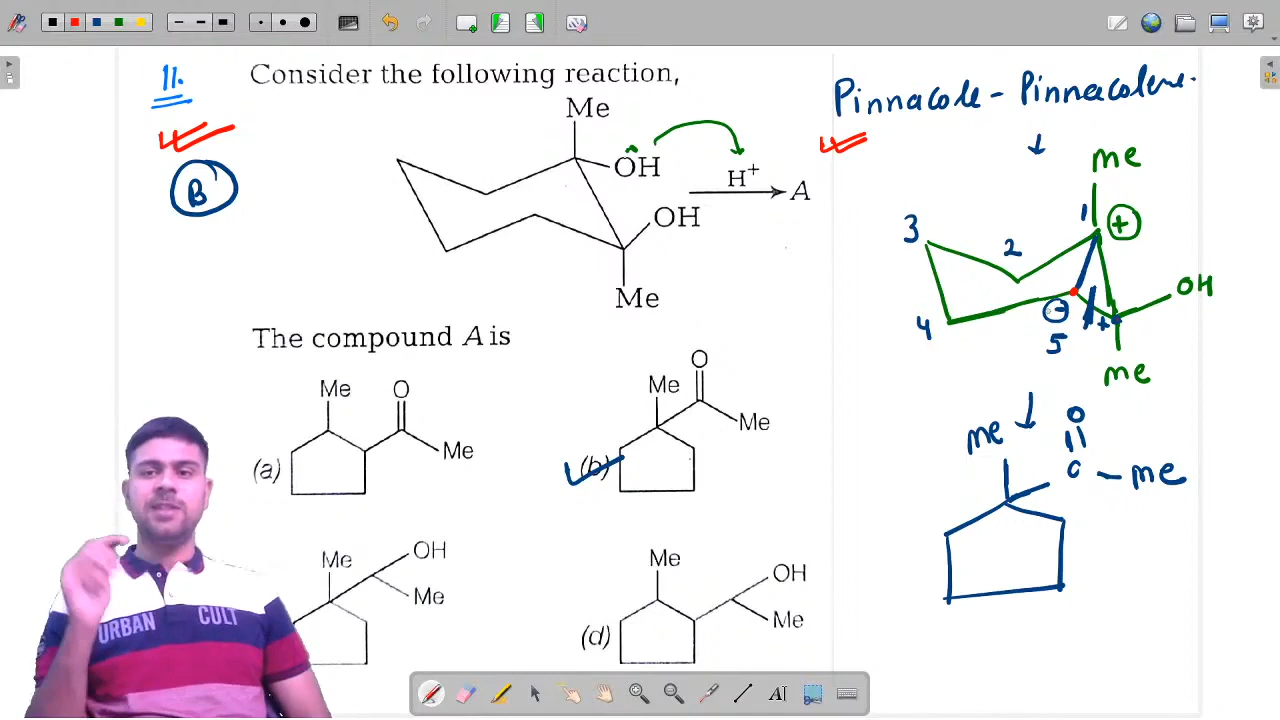 11.
B
Consider the following reaction,
Me
OH
H+
A
OH
Me
The compound A is
Me
O
Me
(a)
Me
O
Me
(b)
Me
OH
Me
Me
OH
Me
(d)
URBAN CULT
Pinnacole - Pinnacolone.
me
1
+
3
2
OH
-
+
4
5
me
me
O
C - me
AI